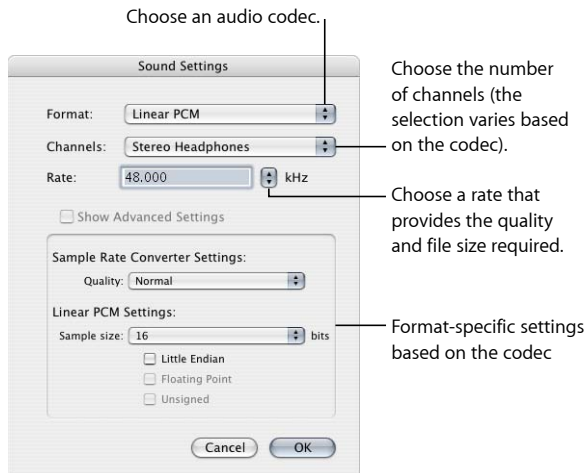 Choose an audio codec.
Sound Settings
Format: Linear PCM
Channels: Stereo Headphones
Rate: 48.000 kHz
Show Advanced Settings
Sample Rate Converter Settings:
Quality: Normal
Linear PCM Settings:
Sample size: 16 bits
Little Endian
Floating Point
Unsigned
Cancel OK
Choose the number
of channels (the
selection varies based
on the codec).
Choose a rate that
provides the quality
and file size required.
Format-specific settings
based on the codec